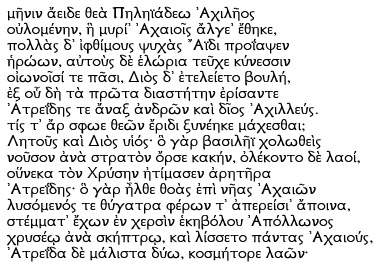 μῆνιν ἄειδε θεὰ Πηληϊάδεω Ἀχιλῆος
οὐλομένην, ἣ μυρί’ Ἀχαιοῖς ἄλγε’ ἔθηκε,
πολλὰς δ’ ἰφθίμους ψυχὰς Ἄϊδι προΐαψεν
ἡρώων, αὐτοὺς δὲ ἑλώρια τεῦχε κύνεσσιν
οἰωνοῖσί τε πᾶσι, Διὸς δ’ ἐτελείετο βουλή,
ἐξ οὗ δὴ τὰ πρῶτα διαστήτην ἐρίσαντε
Ἀτρεΐδης τε ἄναξ ἀνδρῶν καὶ δῖος Ἀχιλλεύς.
τίς τ’ ἄρ σφωε θεῶν ἔριδι ξυνέηκε μάχεσθαι;
Λητοῦς καὶ Διὸς υἱός· ὃ γὰρ βασιλῆϊ χολωθεὶς
νοῦσον ἀνὰ στρατὸν ὄρσε κακήν, ὀλέκοντο δὲ λαοί,
οὕνεκα τὸν Χρύσην ἠτίμασεν ἀρητῆρα
Ἀτρεΐδης· ὃ γὰρ ἦλθε θοὰς ἐπὶ νῆας Ἀχαιῶν
λυσόμενός τε θύγατρα φέρων τ’ ἀπερείσι’ ἄποινα,
στέμματ’ ἔχων ἐν χερσὶν ἑκηβόλου Ἀπόλλωνος
χρυσέῳ ἀνὰ σκήπτρῳ, καὶ λίσσετο πάντας Ἀχαιούς,
Ἀτρεΐδα δὲ μάλιστα δύω, κοσμήτορε λαῶν·